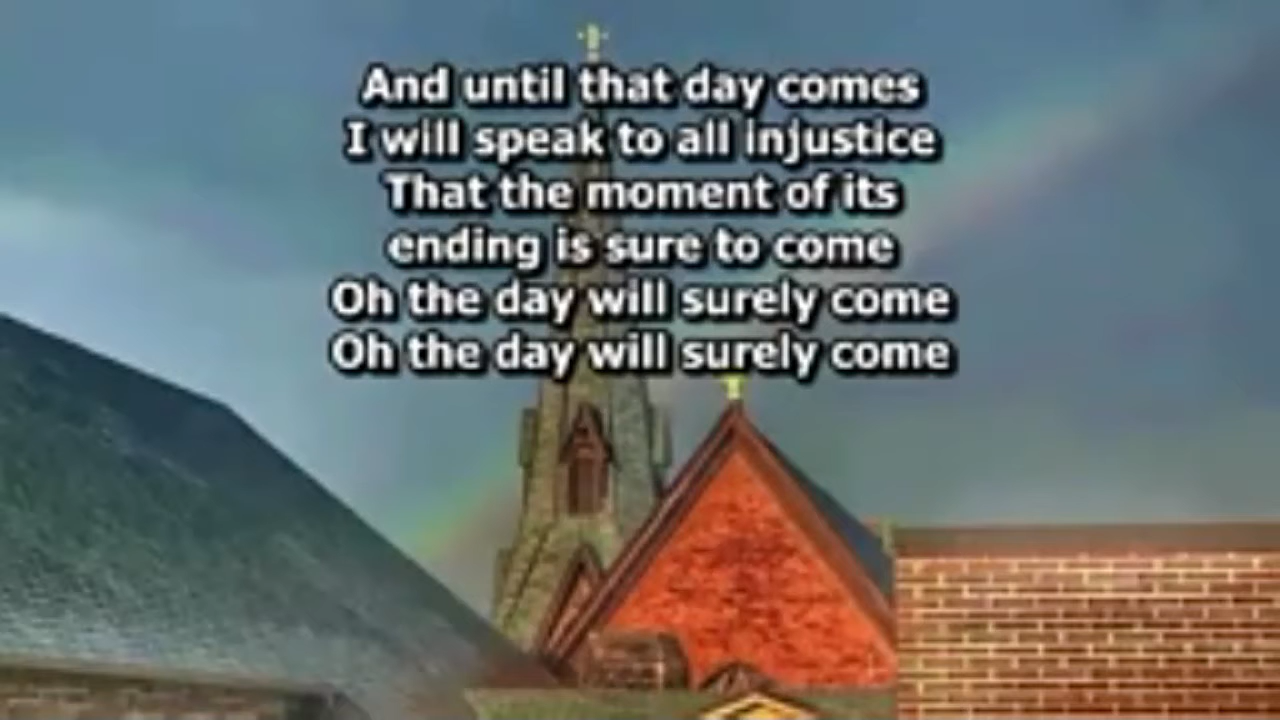 And until that day comes
I will speak to all injustice
That the moment of its
ending is sure to come
Oh the day will surely come
Oh the day will surely come